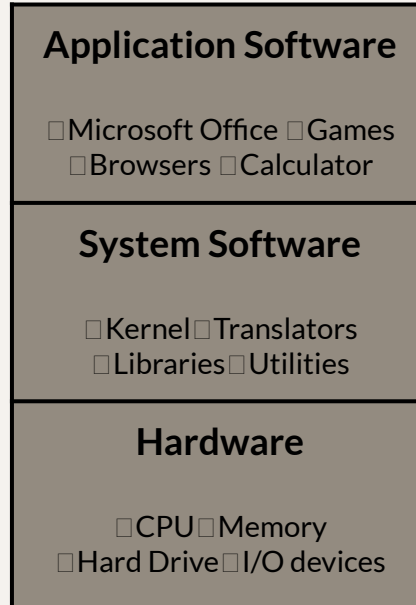 Application Software
□Microsoft Office □Games
□Browsers □Calculator
System Software
□Kernel□Translators
□Libraries□Utilities
Hardware
□CPU□Memory
□Hard Drive□I/O devices